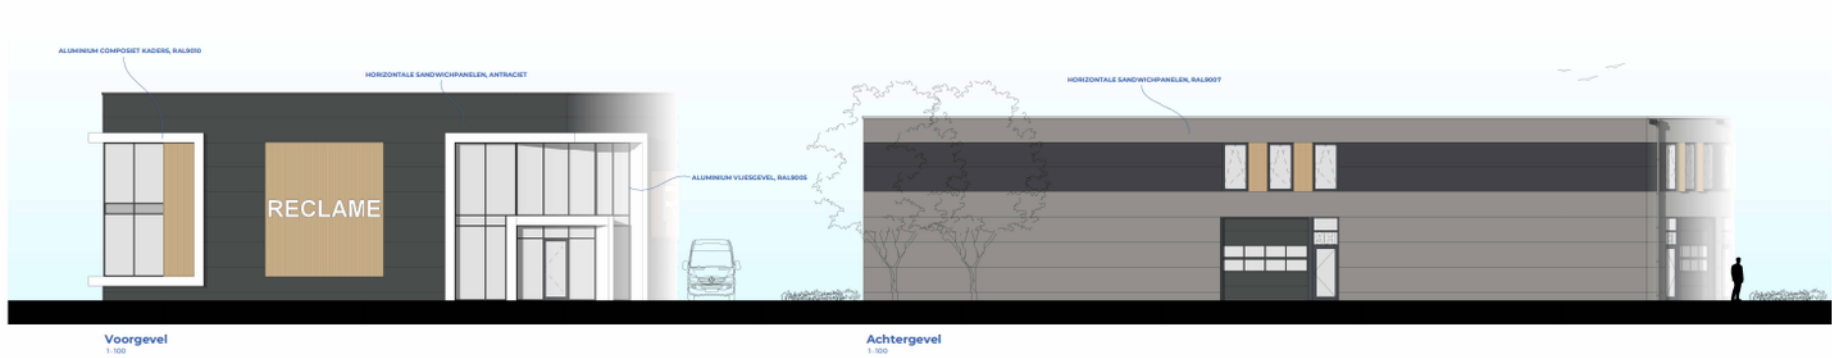 ALUMINIUM COMPOSIET KADERS, RAL9010
HORIZONTALE SANDWICHPANELEN, ANTRACIET
HORIZONTALE SANDWICHPANELEN, RAL9007
ALUMINIUM VLIESGEVEL, RAL9005
RECLAME
Voorgevel
1 : 100
Achtergevel
1 : 100